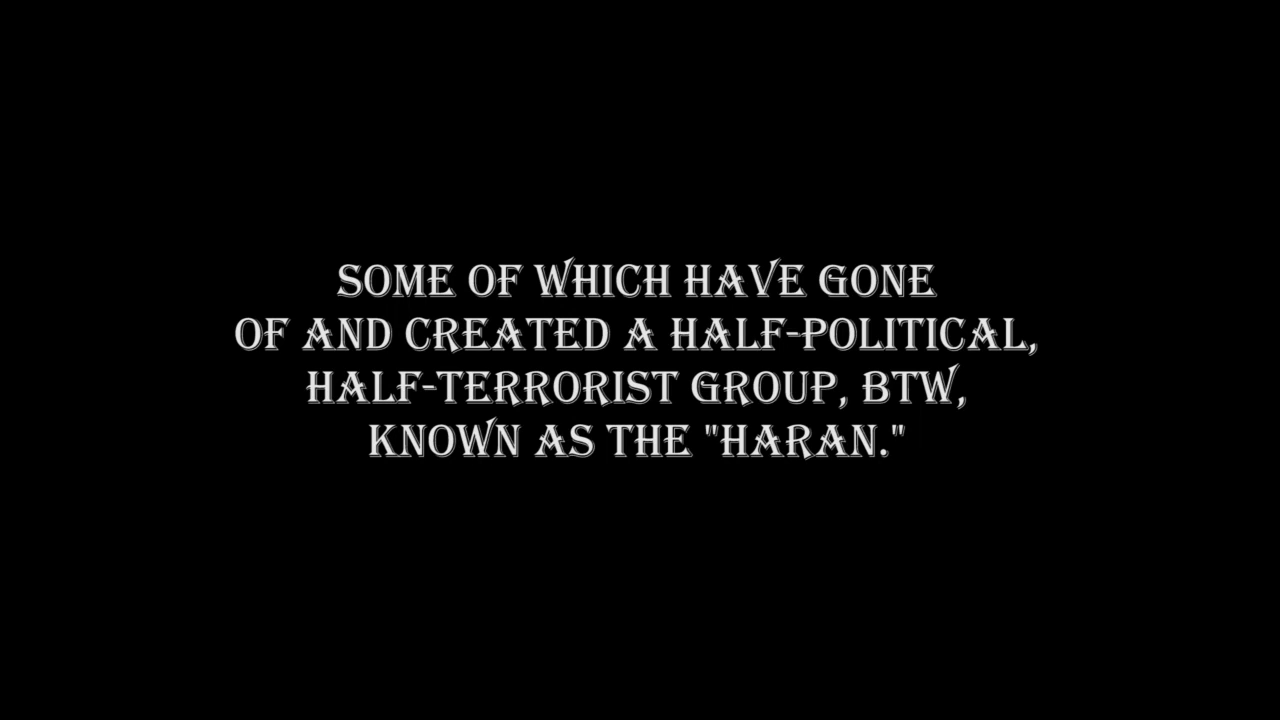 SOME OF WHICH HAVE GONE
OF AND CREATED A HALF-POLITICAL,
HALF-TERRORIST GROUP, BTW,
KNOWN AS THE "HARAN."